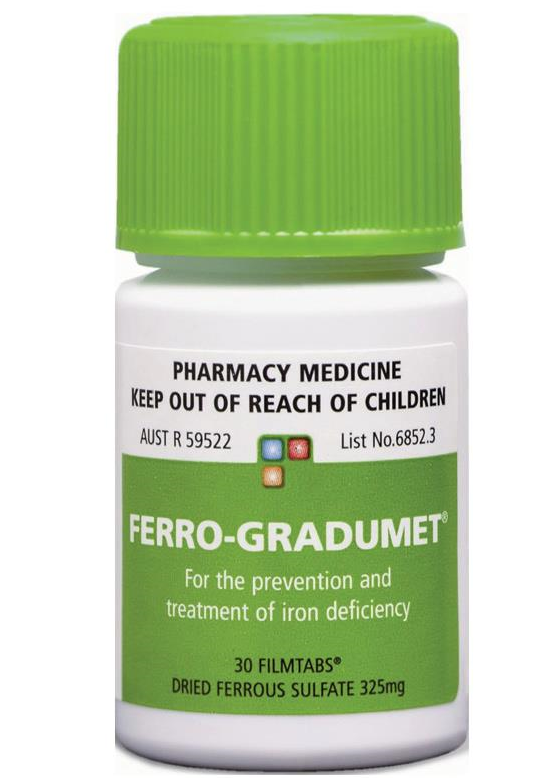 PHARMACY MEDICINE
KEEP OUT OF REACH OF CHILDREN
AUST R 59522 List No.6852.3
FERRO-GRADUMET®
For the prevention and
treatment of iron deficiency
30 FILMTABS®
DRIED FERROUS SULFATE 325mg